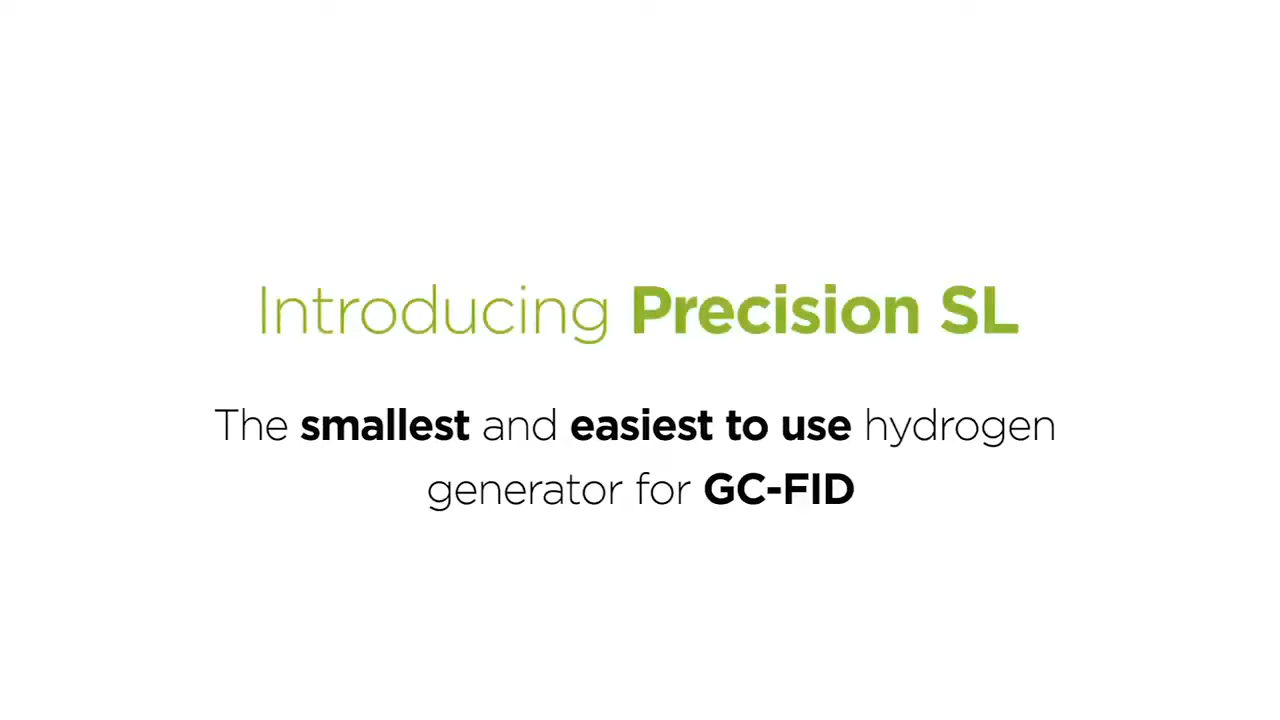 Introducing Precision SL
The smallest and easiest to use hydrogen
generator for GC-FID